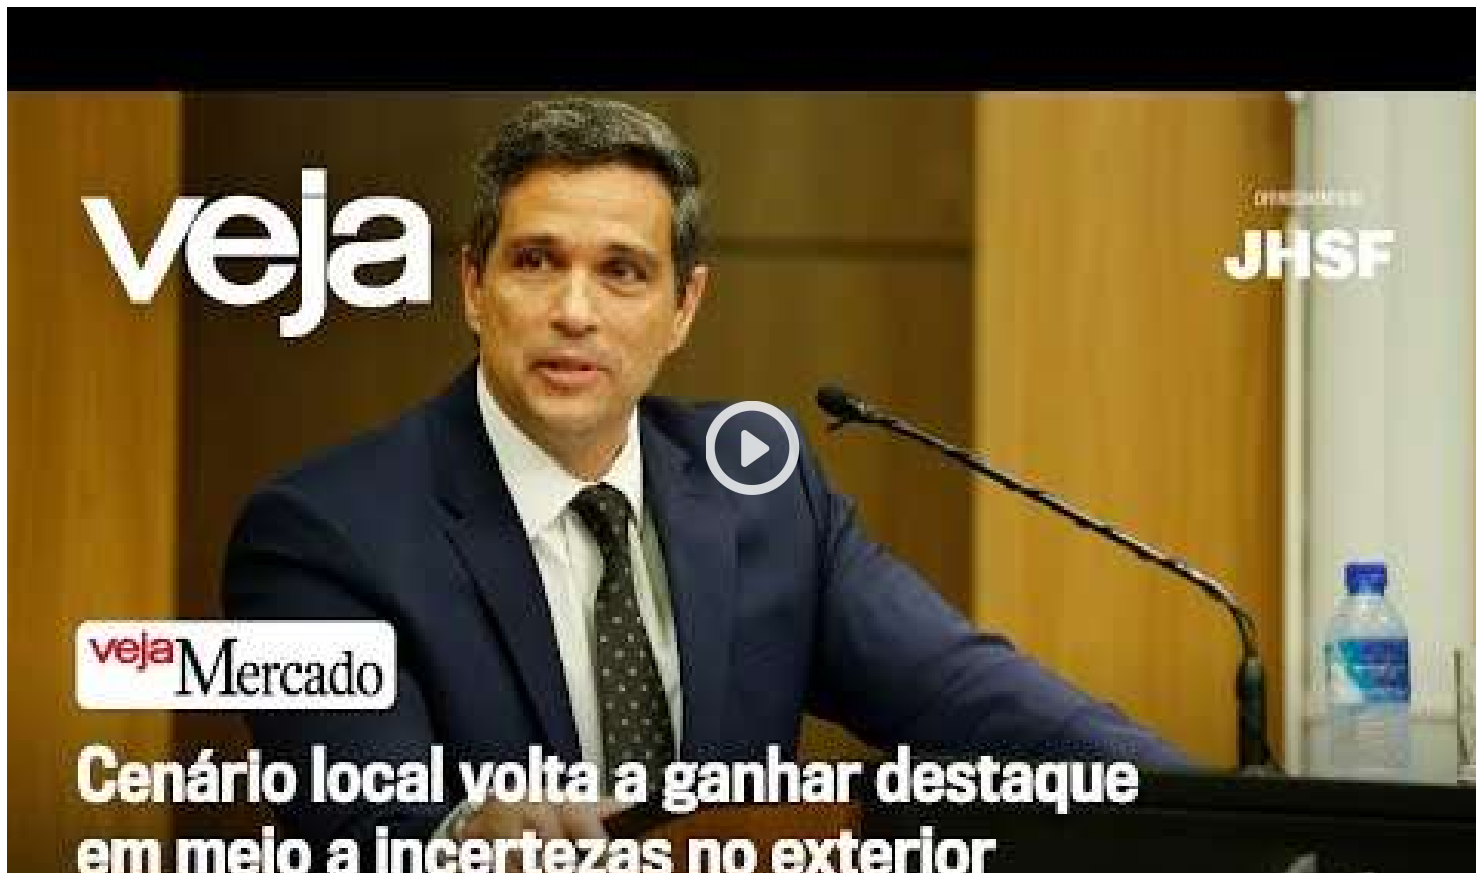 veja
JHSF
veja Mercado
Cenário local volta a ganhar destaque
em meio a incertezas no exterior